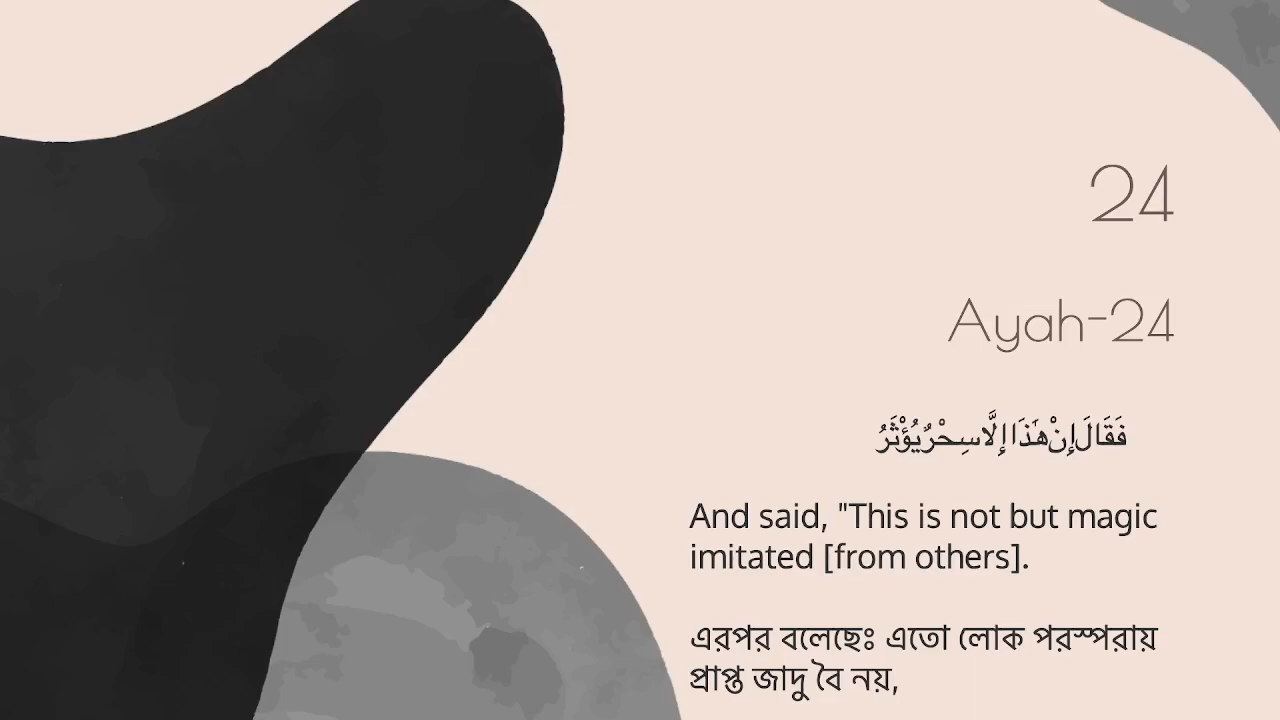 24
Ayah-24
فَقَالَ إِنْ هَٰذَا إِلَّا سِحْرٌ يُؤْثَرُ
And said, "This is not but magic
imitated [from others].
এরপর বলেছেঃ এতো লোক পরস্পরায়
প্রাপ্ত জাদু বৈ নয়,